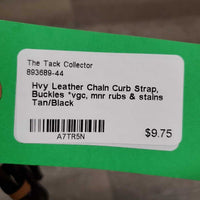 The Tack Collector
893689-44
Hvy Leather Chain Curb Strap,
Buckles *vgc, mnr rubs & stains
Tan/Black
A7TR5N
$9.75